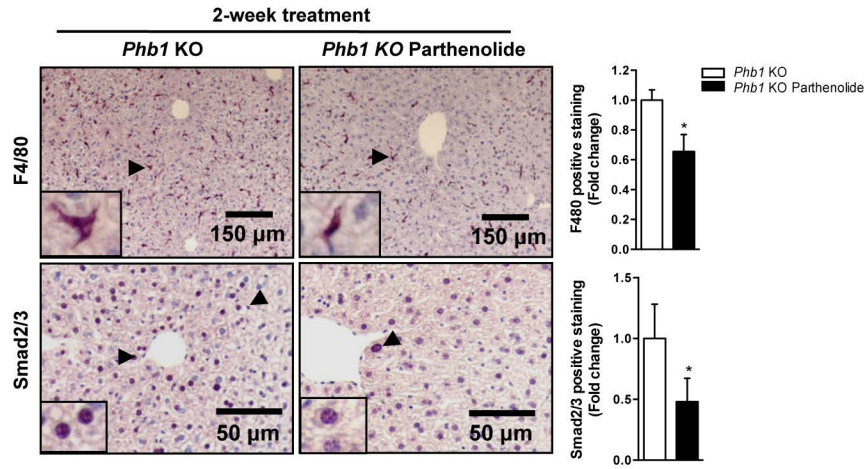 2-week treatment
Phb1 KO
Phb1 KO Parthenolide
F4/80
150 µm
150 µm
Smad2/3
50 µm
50 µm
Phb1 KO
Phb1 KO Parthenolide
F480 positive staining
(Fold change)
1.2
1.0
0.8
0.6
0.4
0.2
0.0
*
Smad2/3 positive staining
(Fold change)
1.5
1.0
0.5
0.0
*